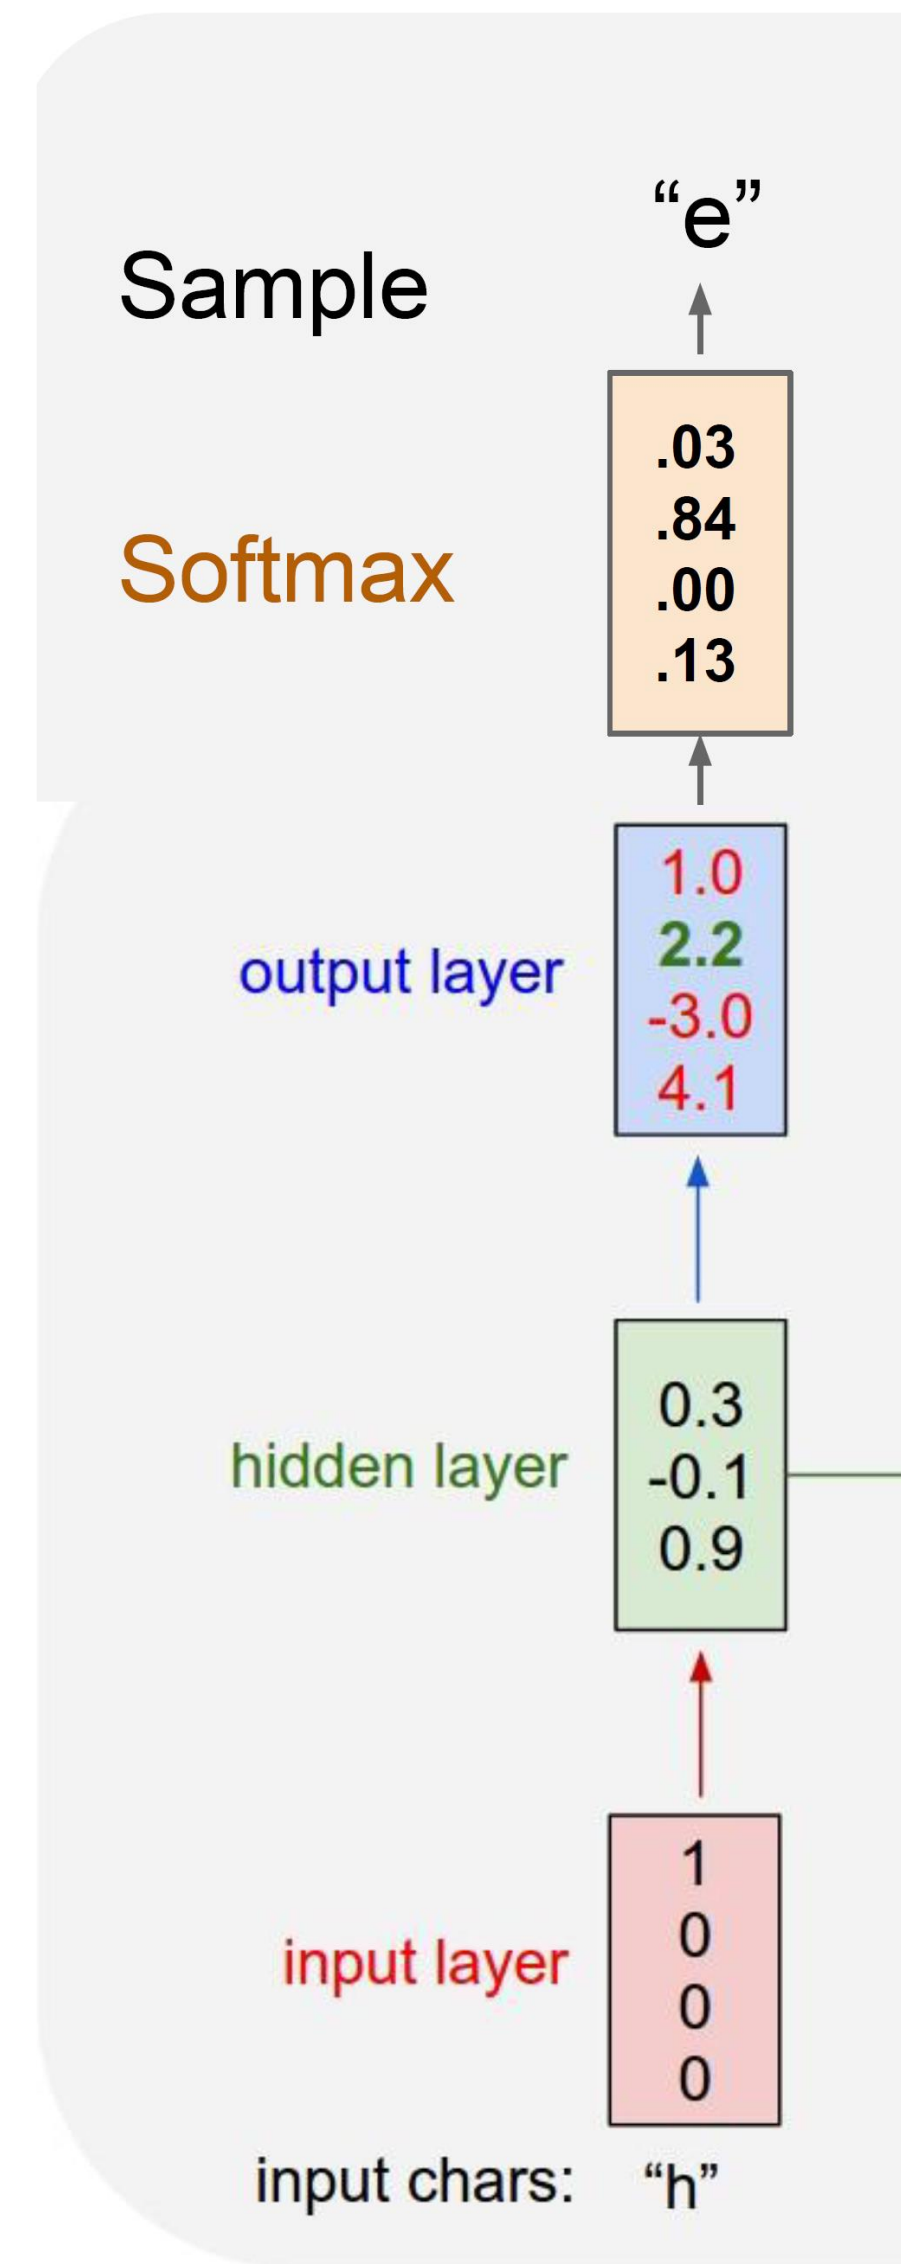 “e”
Sample
.03
.84
.00
.13
Softmax
1.0
2.2
-3.0
4.1
output layer
0.3
-0.1
0.9
hidden layer
1
0
0
0
input layer
input chars: “h”